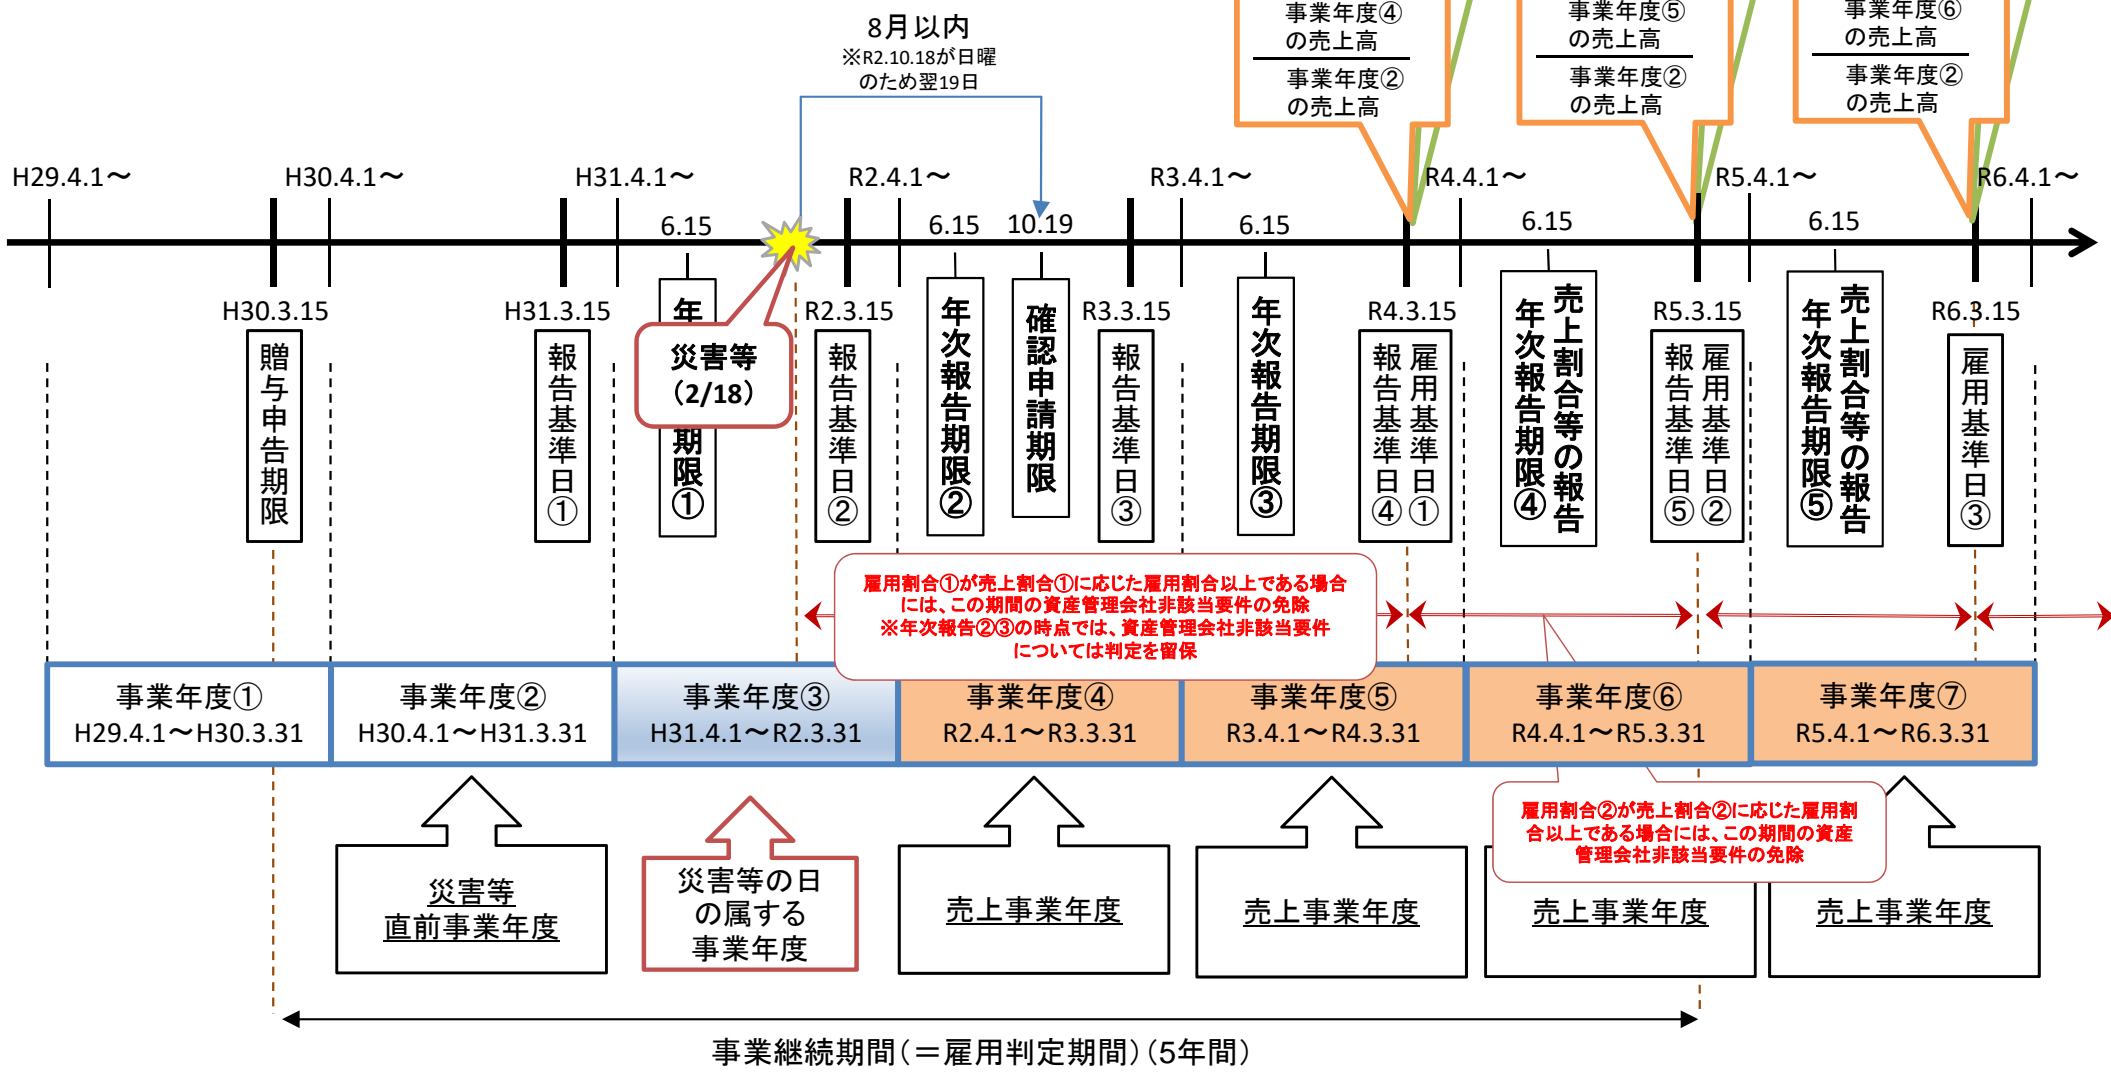 8月以内
※R2.10.18が日曜
のため翌19日
事業年度④
の売上高
事業年度②
の売上高
事業年度⑤
の売上高
事業年度②
の売上高
事業年度⑥
の売上高
事業年度②
の売上高
H29.4.1～
H30.4.1～
H31.4.1～
R2.4.1～
R3.4.1～
R4.4.1～
R5.4.1～
R6.4.1～
6.15
6.15
10.19
6.15
6.15
6.15
H30.3.15
H31.3.15
R2.3.15
R3.3.15
R4.3.15
R5.3.15
R6.3.15
贈与申告期限
報告基準日①
年
期限①
災害等
（2/18）
報告基準日②
年次報告期限②
確認申請期限
報告基準日③
年次報告期限③
雇用基準日①
報告基準日④
売上割合等の報告
年次報告期限④
雇用基準日②
報告基準日⑤
売上割合等の報告
年次報告期限⑤
雇用基準日③
雇用割合①が売上割合①に応じた雇用割合以上である場合
には、この期間の資産管理会社非該当要件の免除
※年次報告②③の時点では、資産管理会社非該当要件
については判定を留保
事業年度①
H29.4.1～H30.3.31
事業年度②
H30.4.1～H31.3.31
事業年度③
H31.4.1～R2.3.31
事業年度④
R2.4.1～R3.3.31
事業年度⑤
R3.4.1～R4.3.31
事業年度⑥
R4.4.1～R5.3.31
事業年度⑦
R5.4.1～R6.3.31
雇用割合②が売上割合②に応じた雇用割
合以上である場合には、この期間の資産
管理会社非該当要件の免除
災害等
直前事業年度
災害等の日
の属する
事業年度
売上事業年度
売上事業年度
売上事業年度
売上事業年度
事業継続期間（＝雇用判定期間）（5年間）